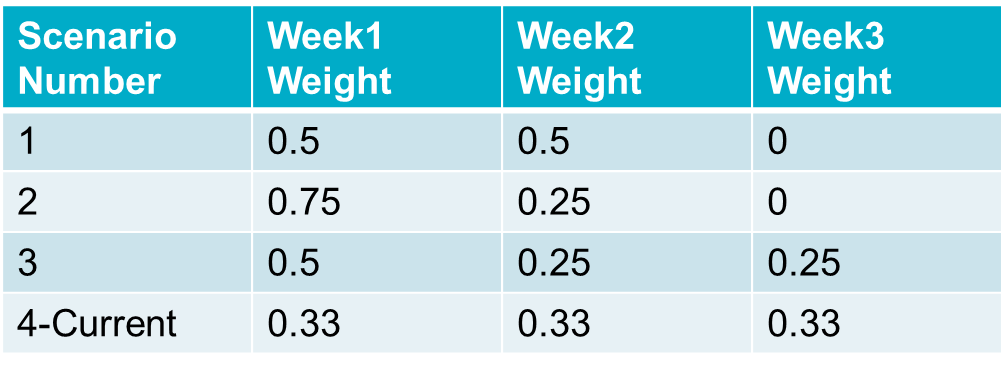 Scenario Number Week1 Weight Week2 Weight Week3 Weight
1 0.5 0.5 0
2 0.75 0.25 0
3 0.5 0.25 0.25
4-Current 0.33 0.33 0.33